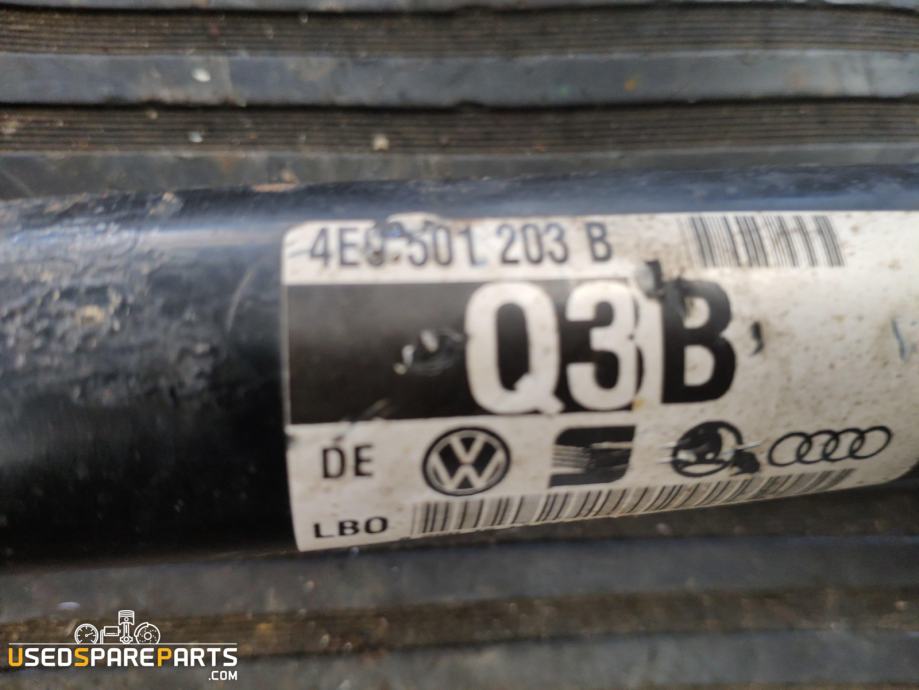 4E0 501 203 B
Q3B
DE
LBO
USEDSPAREPARTS
.COM